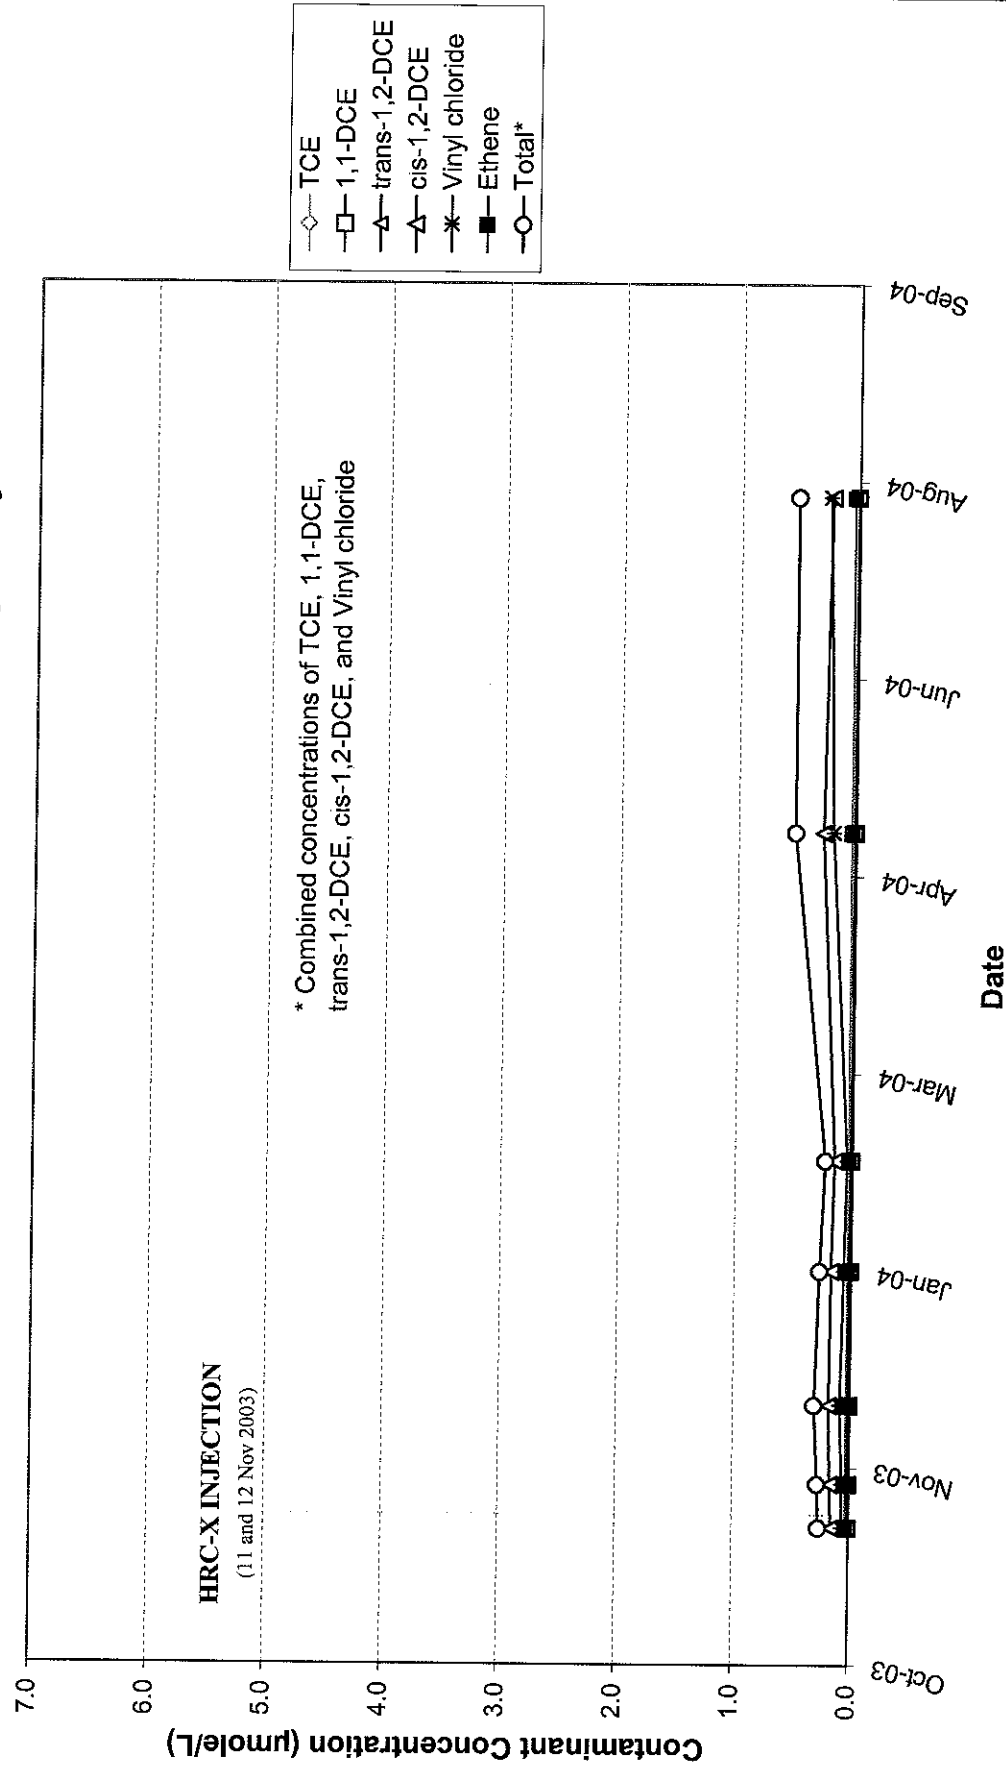 Contaminant Concentration (µmole/L)
7.0
6.0
5.0
4.0
3.0
2.0
1.0
0.0
HRC-X INJECTION
(11 and 12 Nov 2003)
* Combined concentrations of TCE, 1,1-DCE,
trans-1,2-DCE, cis-1,2-DCE, and Vinyl chloride
Oct-03
Nov-03
Jan-04
Mar-04
Apr-04
Jun-04
Aug-04
Sep-04
Date
TCE
1,1-DCE
trans-1,2-DCE
cis-1,2-DCE
Vinyl chloride
Ethene
Total*